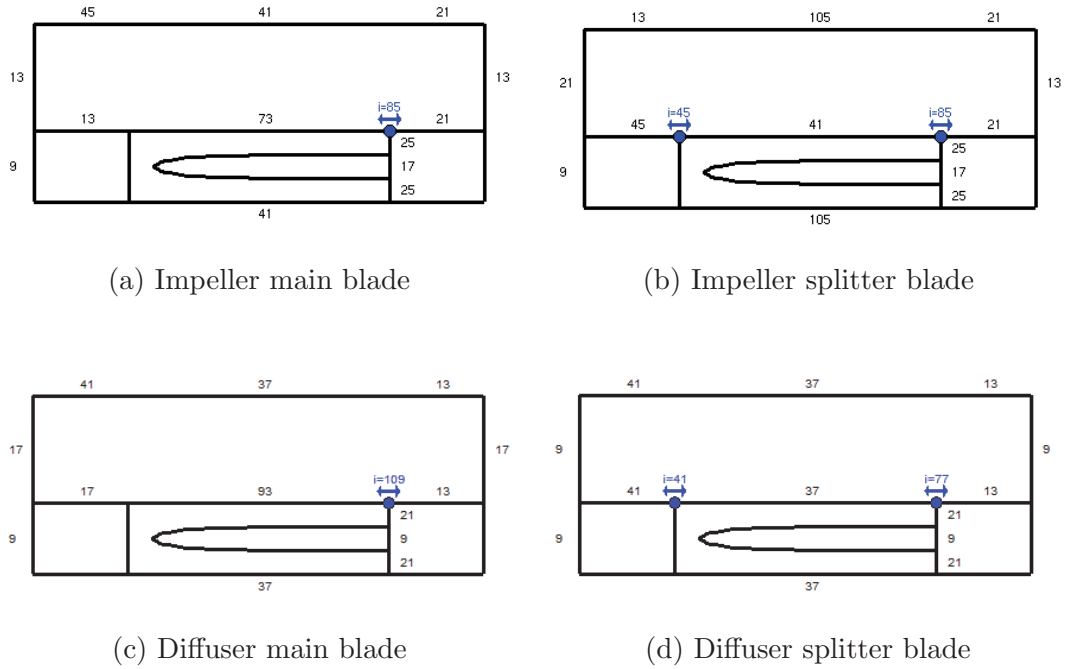 45 41 21
13 13
i=85
13 73 21
25
9 17
25
41
(a) Impeller main blade
13 105 21
21 13
i=45 i=85
45 41 21
25
9 17
25
105
(b) Impeller splitter blade
41 37 13
17 17
i=109
17 93 13
21
9 9
21
37
(c) Diffuser main blade
41 37 13
9 9
i=41 i=77
41 37 13
21
9 9
21
37
(d) Diffuser splitter blade